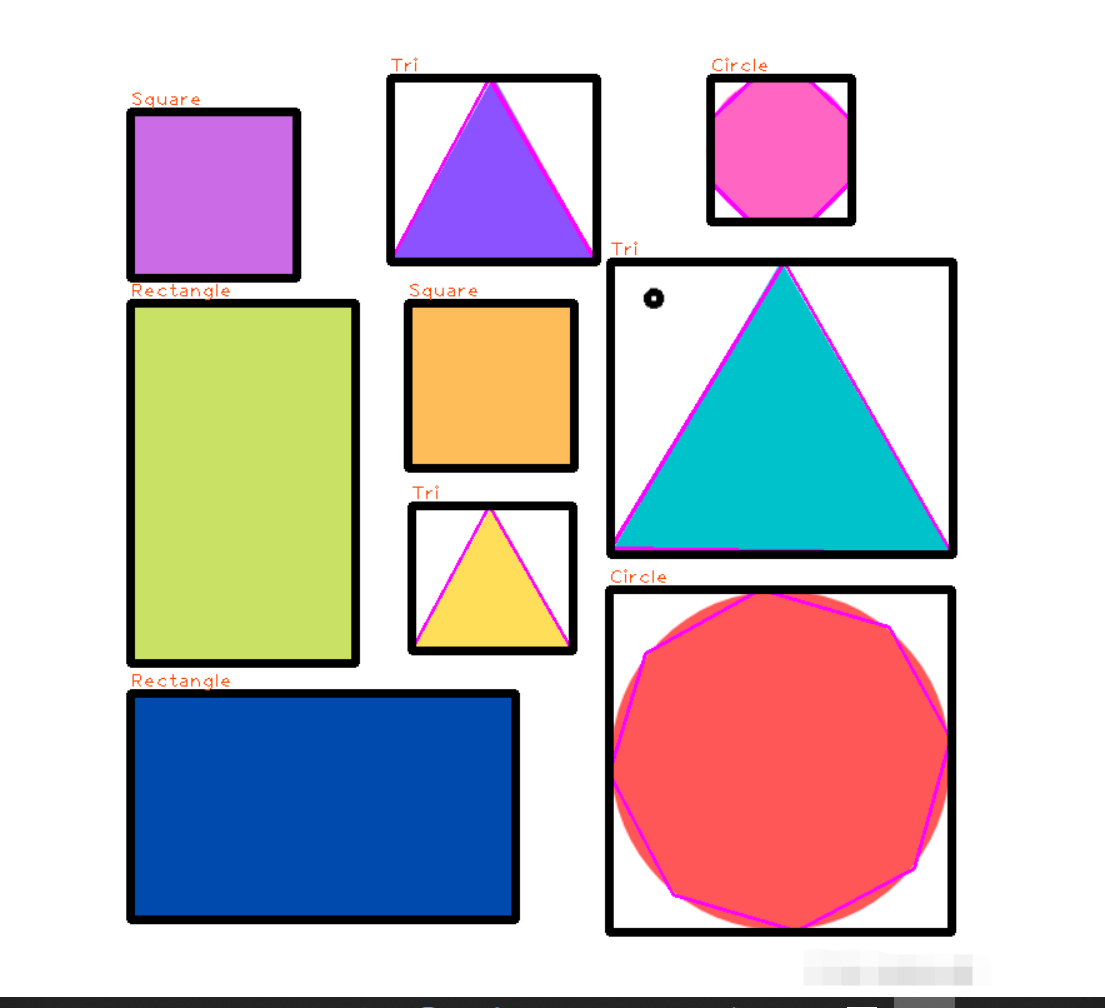 Tri
Circle
Square
Tri
Rectangle
Square
Tri
Circle
Rectangle